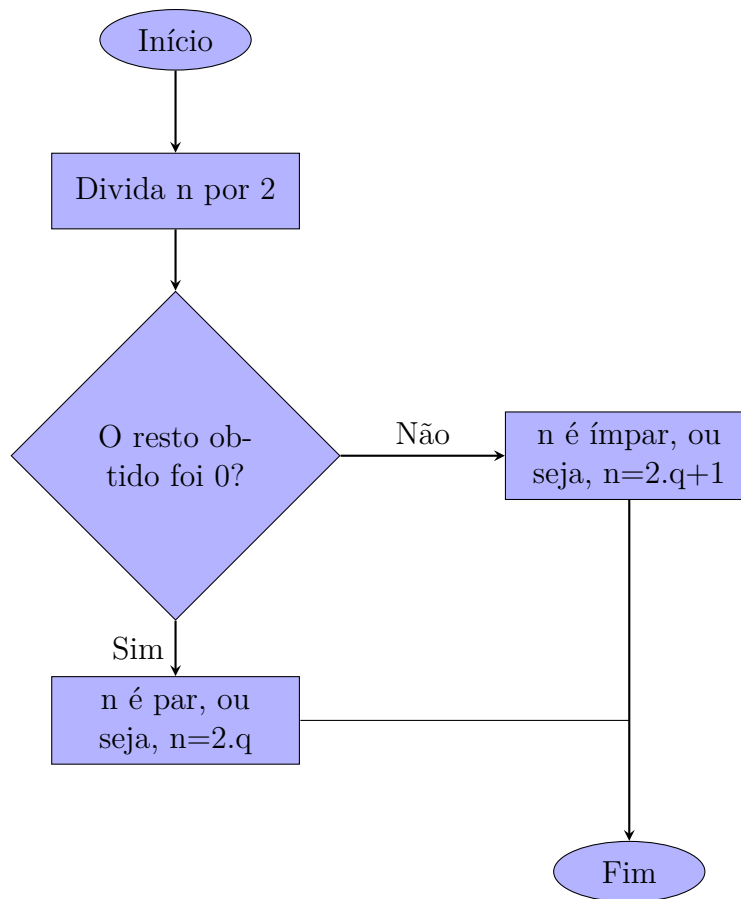 Início
Divida n por 2
O resto ob-
tido foi 0?
Não
n é ímpar, ou
seja, n=2.q+1
Sim
n é par, ou
seja, n=2.q
Fim